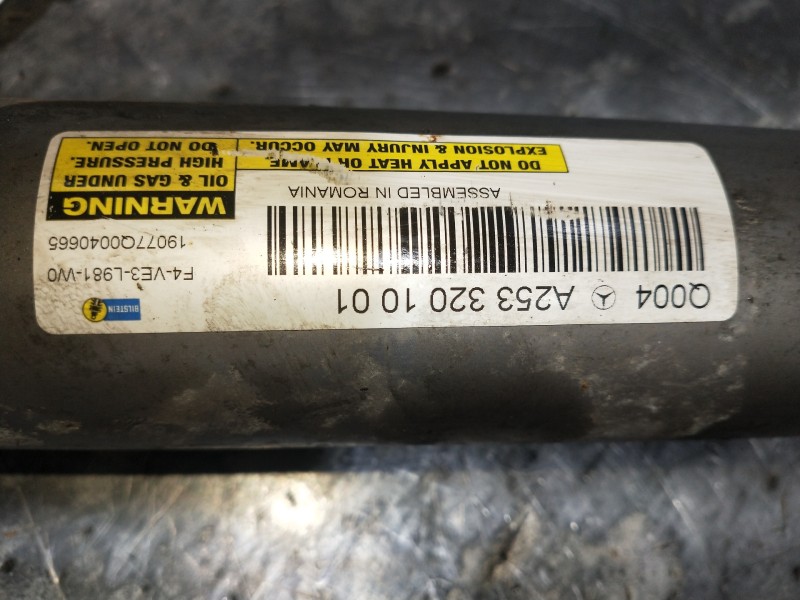 Q004 A253 320 10 01
BILSTEIN
F4-VE3-L981-W0
19077Q0040665
ASSEMBLED IN ROMANIA
WARNING
OIL & GAS UNDER
HIGH PRESSURE.
DO NOT OPEN.
DO NOT APPLY HEAT OR FLAME.
EXPLOSION & INJURY MAY OCCUR.